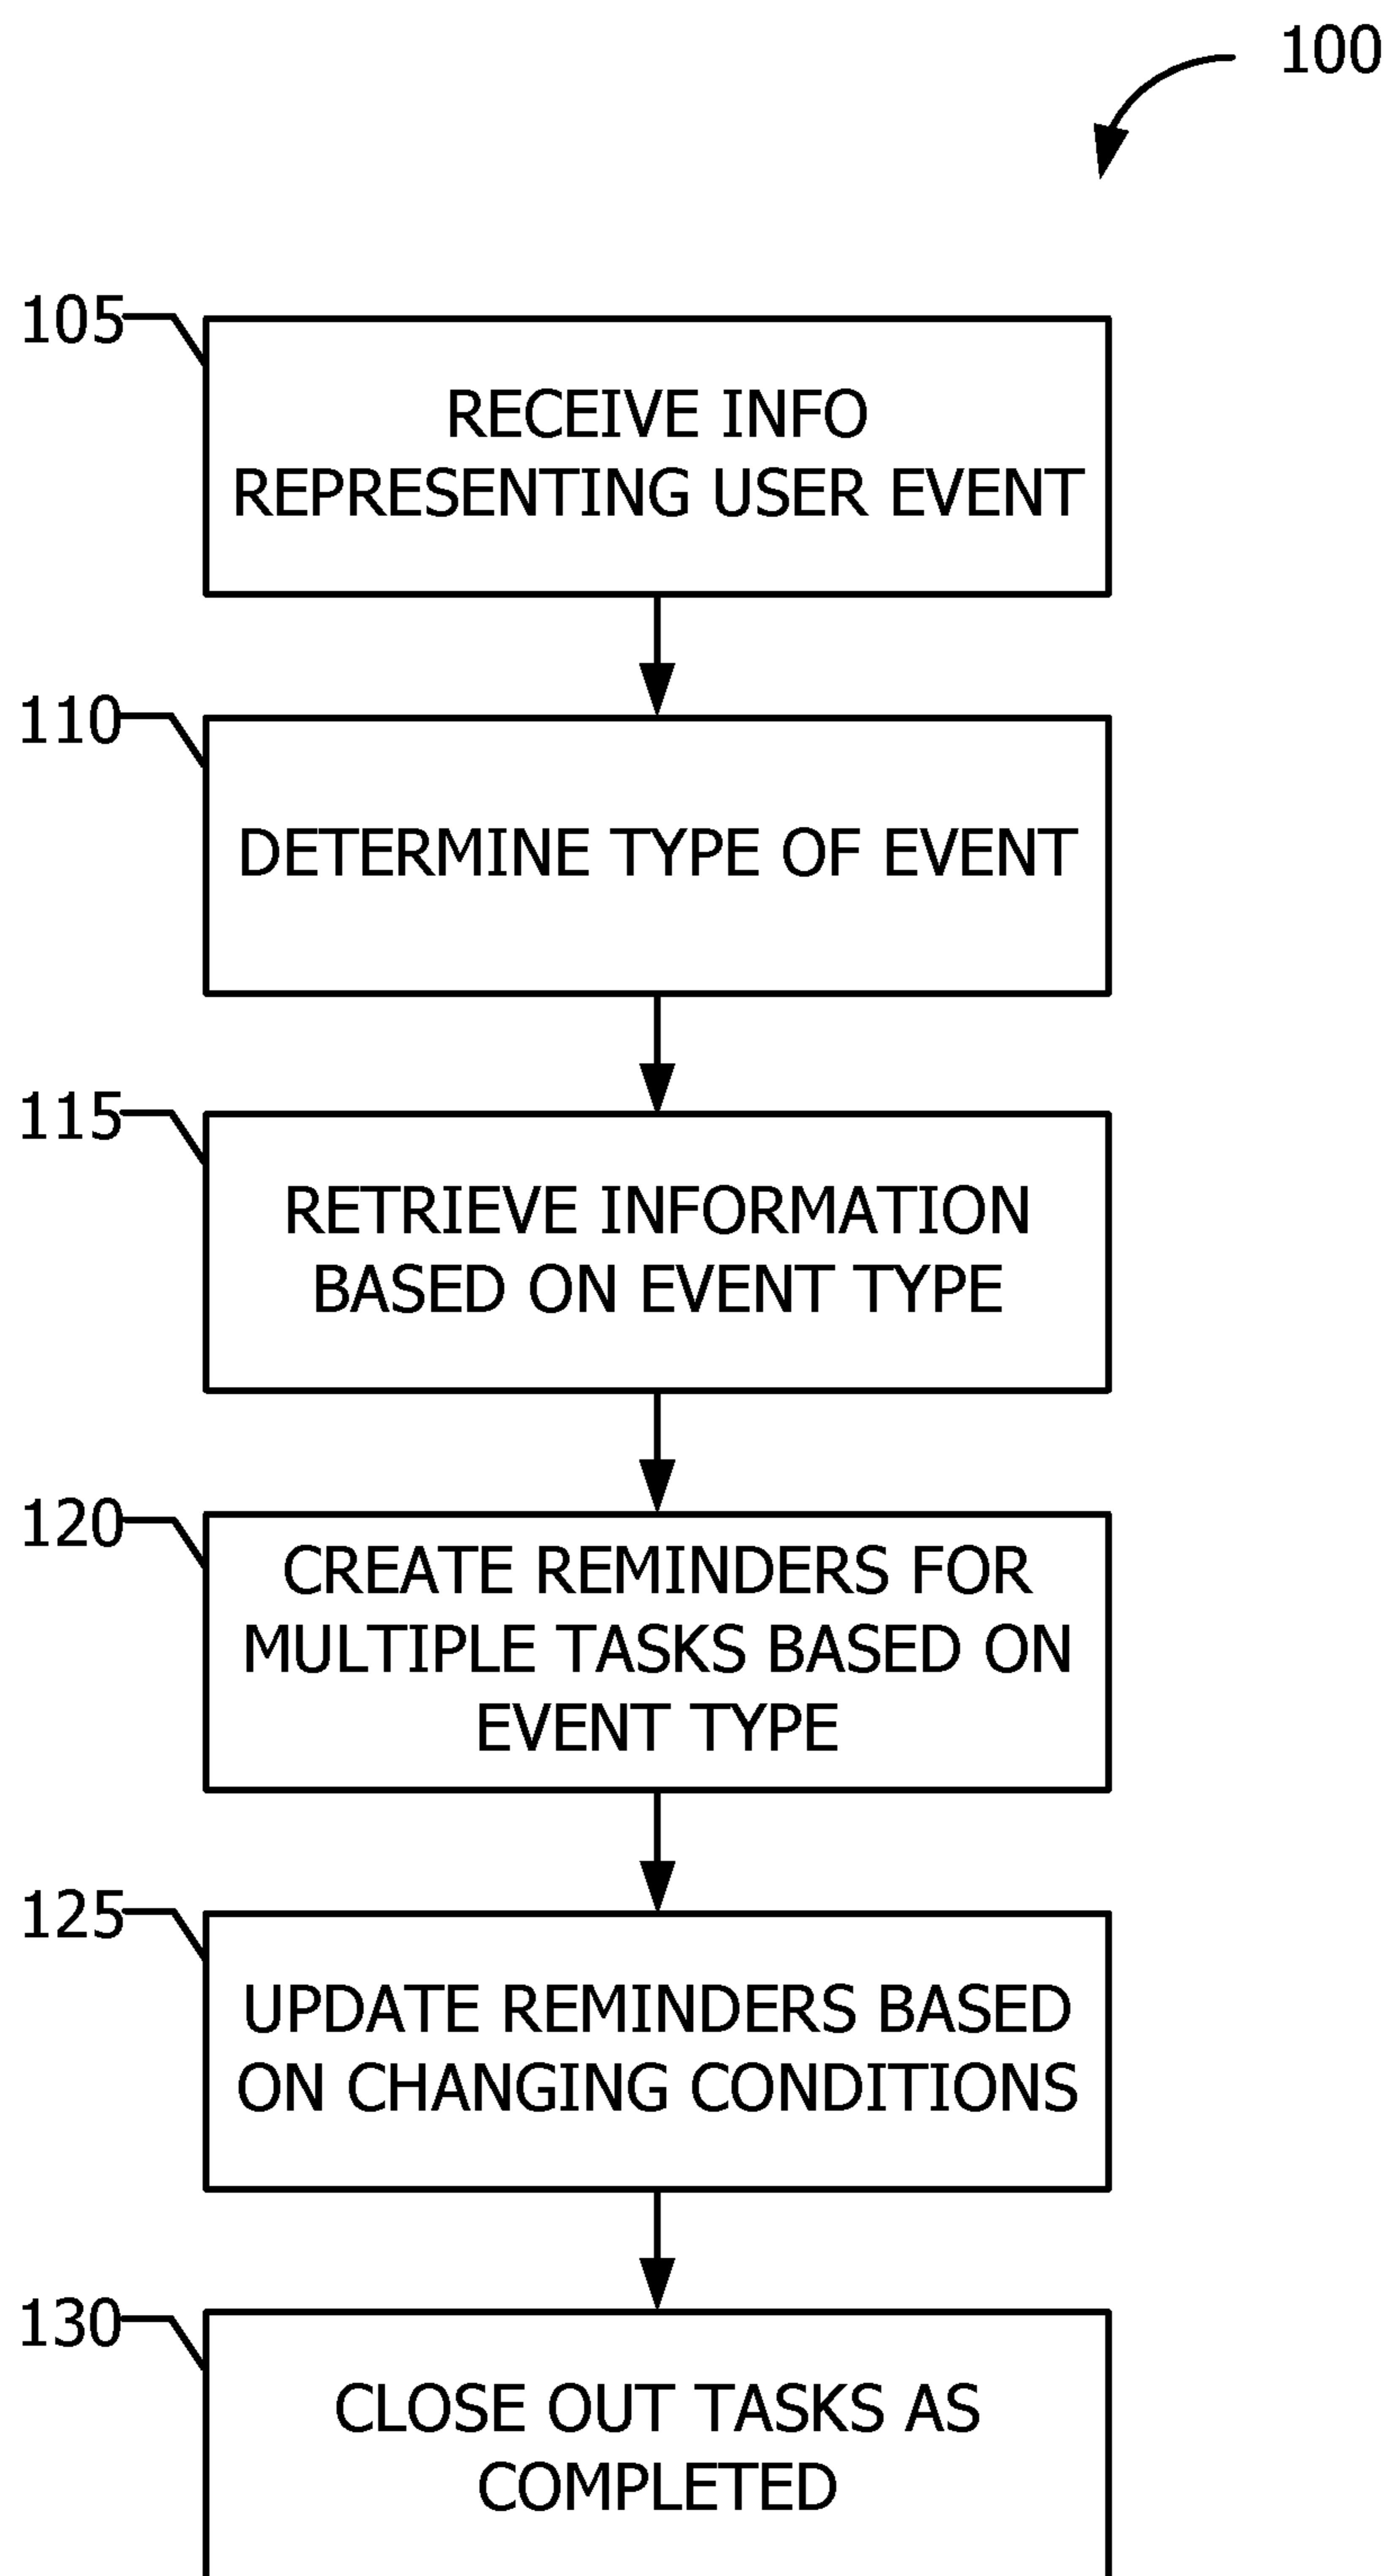 100
105
RECEIVE INFO
REPRESENTING USER EVENT
110
DETERMINE TYPE OF EVENT
115
RETRIEVE INFORMATION
BASED ON EVENT TYPE
120
CREATE REMINDERS FOR
MULTIPLE TASKS BASED ON
EVENT TYPE
125
UPDATE REMINDERS BASED
ON CHANGING CONDITIONS
130
CLOSE OUT TASKS AS
COMPLETED